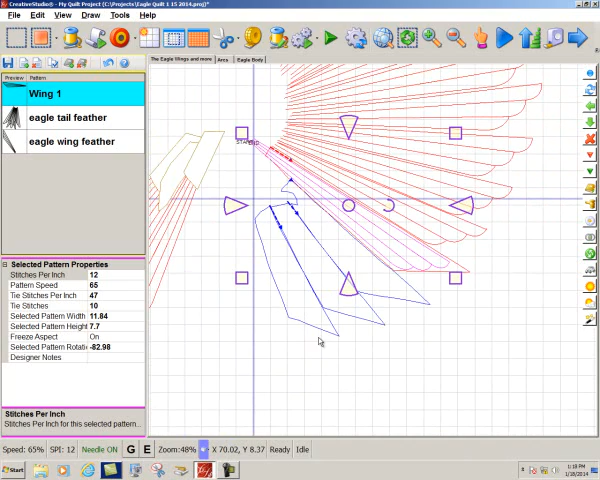 CreativeStudio® - My Quilt Project (C:\Projects\Eagle Quilt 1 15 2014.proj)*
File Edit View Draw Tools Help
Preview Pattern
The Eagle Wings and more Arcs Eagle Body
Wing 1
eagle tail feather
eagle wing feather
Selected Pattern Properties
Stitches Per Inch 12
Pattern Speed 65
Tie Stitches Per Inch 47
Tie Stitches 10
Selected Pattern Width 11.84
Selected Pattern Height 7.7
Freeze Aspect On
Selected Pattern Rotati -82.98
Designer Notes
Stitches Per Inch
Stitches Per Inch for this selected pattern...
Speed: 65% SPI: 12 Needle ON G E Zoom:48% X 70.02, Y 8.37 Ready Idle
Start
1:19 PM
1/18/2014